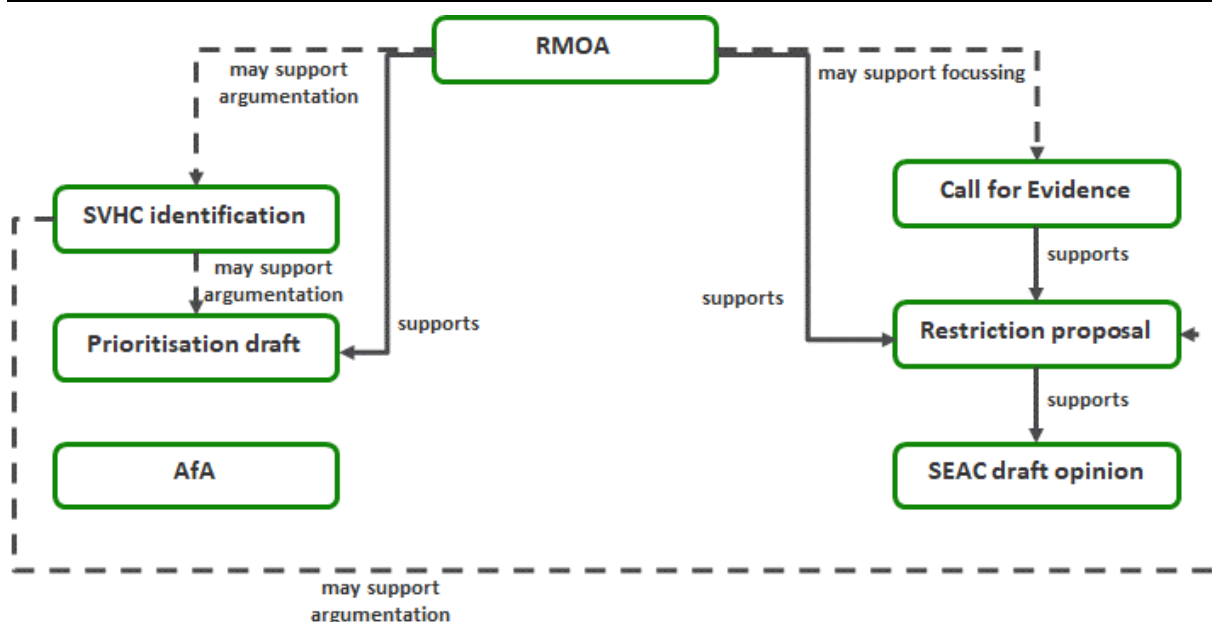 RMOA
may support
argumentation
may support focussing
SVHC identification
Call for Evidence
may support
argumentation
supports
supports
supports
Prioritisation draft
Restriction proposal
supports
AfA
SEAC draft opinion
may support
argumentation